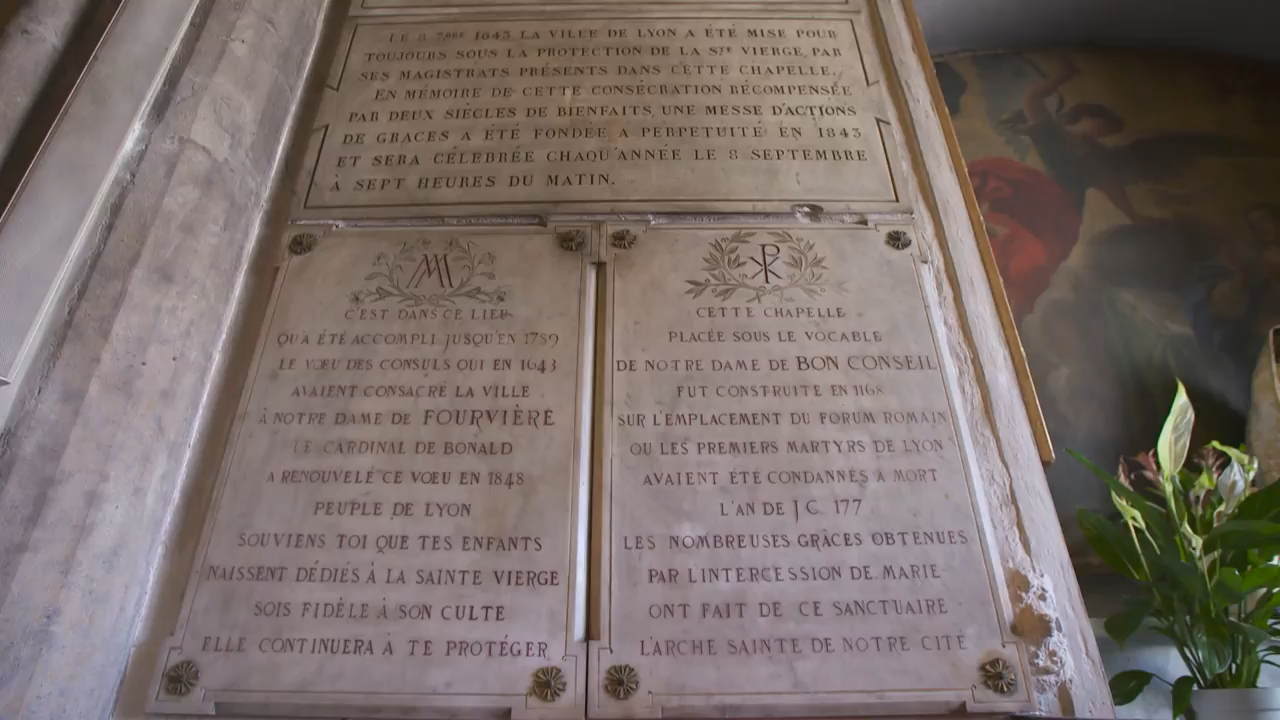 LE 8 7BRE 1643 LA VILLE DE LYON A ÉTÉ MISE POUR
TOUJOURS SOUS LA PROTECTION DE LA STE VIERGE, PAR
SES MAGISTRATS PRÉSENTS DANS CETTE CHAPELLE.
EN MÉMOIRE DE CETTE CONSÉCRATION RÉCOMPENSÉE
PAR DEUX SIÈCLES DE BIENFAITS, UNE MESSE D'ACTIONS
DE GRACES A ÉTÉ FONDÉE A PERPETUITÉ EN 1843
ET SERA CÉLÉBRÉE CHAQU'ANNÉE LE 8 SEPTEMBRE
À SEPT HEURES DU MATIN.
C'EST DANS CE LIEU
QU'A ÉTÉ ACCOMPLI JUSQU'EN 1789
LE VŒU DES CONSULS QUI EN 1643
AVAIENT CONSACRÉ LA VILLE
À NOTRE DAME DE FOURVIÈRE
LE CARDINAL DE BONALD
A RENOUVELÉ CE VŒU EN 1848
PEUPLE DE LYON
SOUVIENS TOI QUE TES ENFANTS
NAISSENT DÉDIÉS À LA SAINTE VIERGE
SOIS FIDÈLE À SON CULTE
ELLE CONTINUERA À TE PROTÉGER
CETTE CHAPELLE
PLACÉE SOUS LE VOCABLE
DE NOTRE DAME DE BON CONSEIL
FUT CONSTRUITE EN 1168
SUR L'EMPLACEMENT DU FORUM ROMAIN
OU LES PREMIERS MARTYRS DE LYON
AVAIENT ÉTÉ CONDAMNÉS A MORT
L'AN DE J C 177
LES NOMBREUSES GRÂCES OBTENUES
PAR L'INTERCESSION DE MARIE
ONT FAIT DE CE SANCTUAIRE
L'ARCHE SAINTE DE NOTRE CITÉ